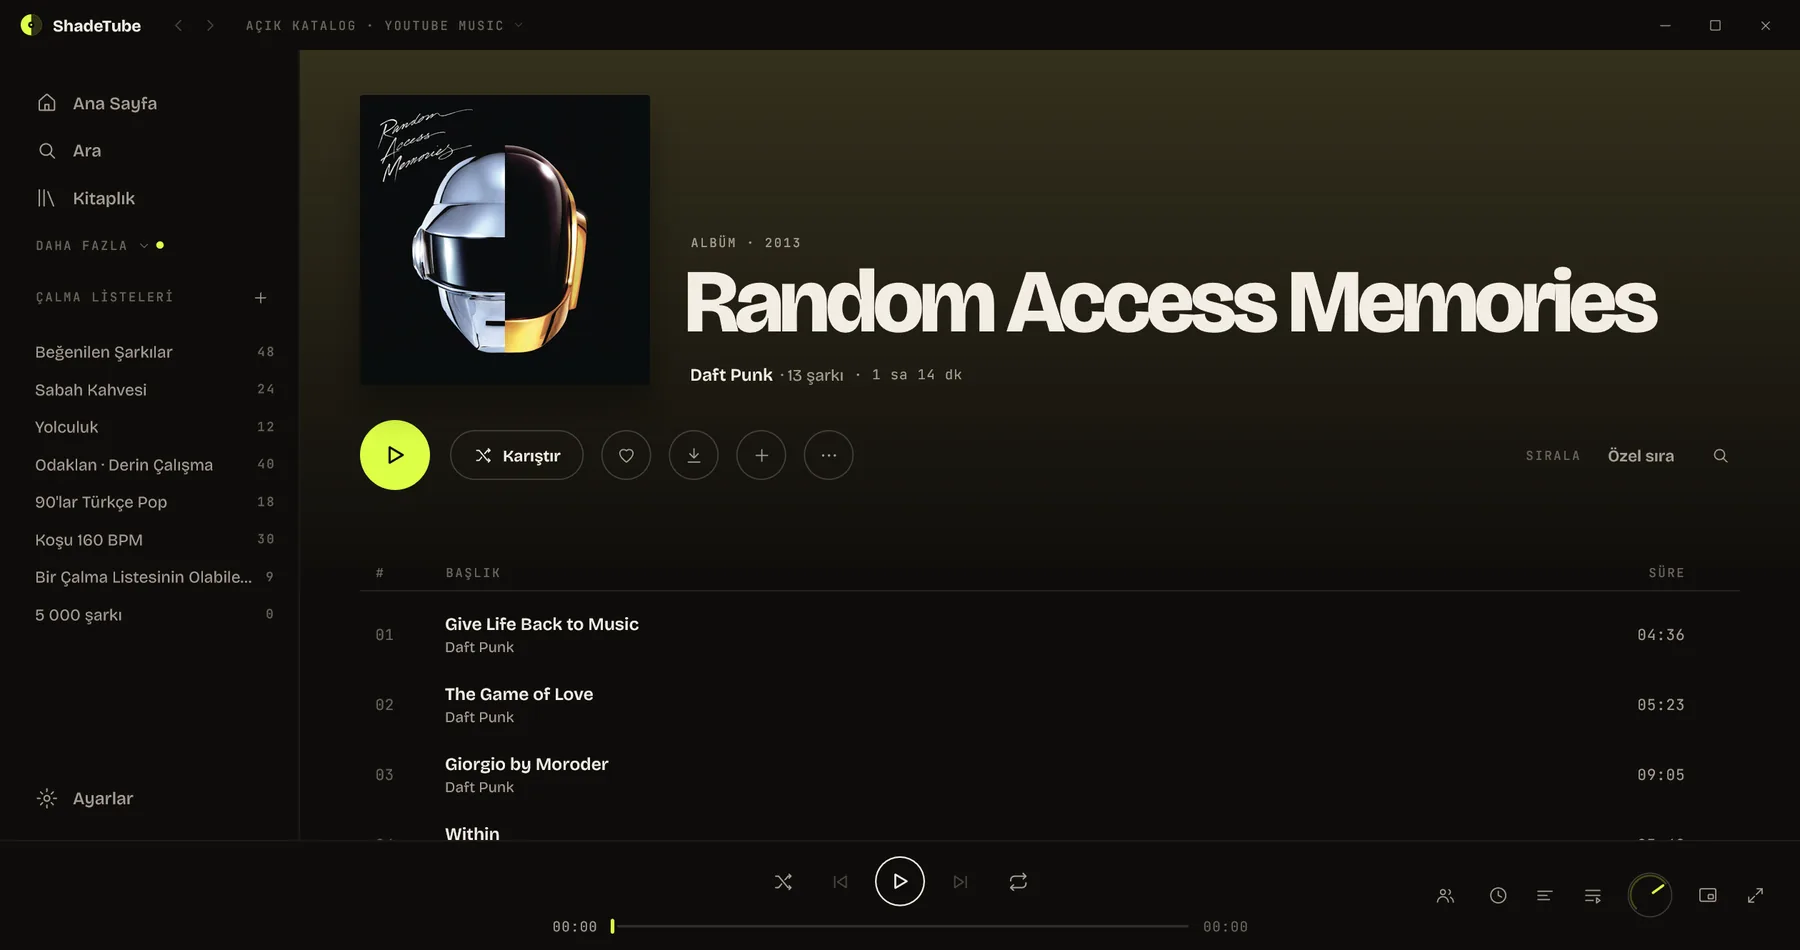 ShadeTube
AÇIK KATALOG · YOUTUBE MUSIC
Ana Sayfa
Ara
Kitaplık
DAHA FAZLA
ÇALMA LİSTELERİ
Beğenilen Şarkılar 48
Sabah Kahvesi 24
Yolculuk 12
Odaklan · Derin Çalışma 40
90'lar Türkçe Pop 18
Koşu 160 BPM 30
Bir Çalma Listesinin Olabile... 9
5 000 şarkı 0
Ayarlar
Random
Access
Memories
ALBÜM · 2013
Random Access Memories
Daft Punk · 13 şarkı · 1 sa 14 dk
Karıştır
SIRALA Özel sıra
# BAŞLIK SÜRE
01 Give Life Back to Music 04:36
Daft Punk
02 The Game of Love 05:23
Daft Punk
03 Giorgio by Moroder 09:05
Daft Punk
Within
00:00 00:00